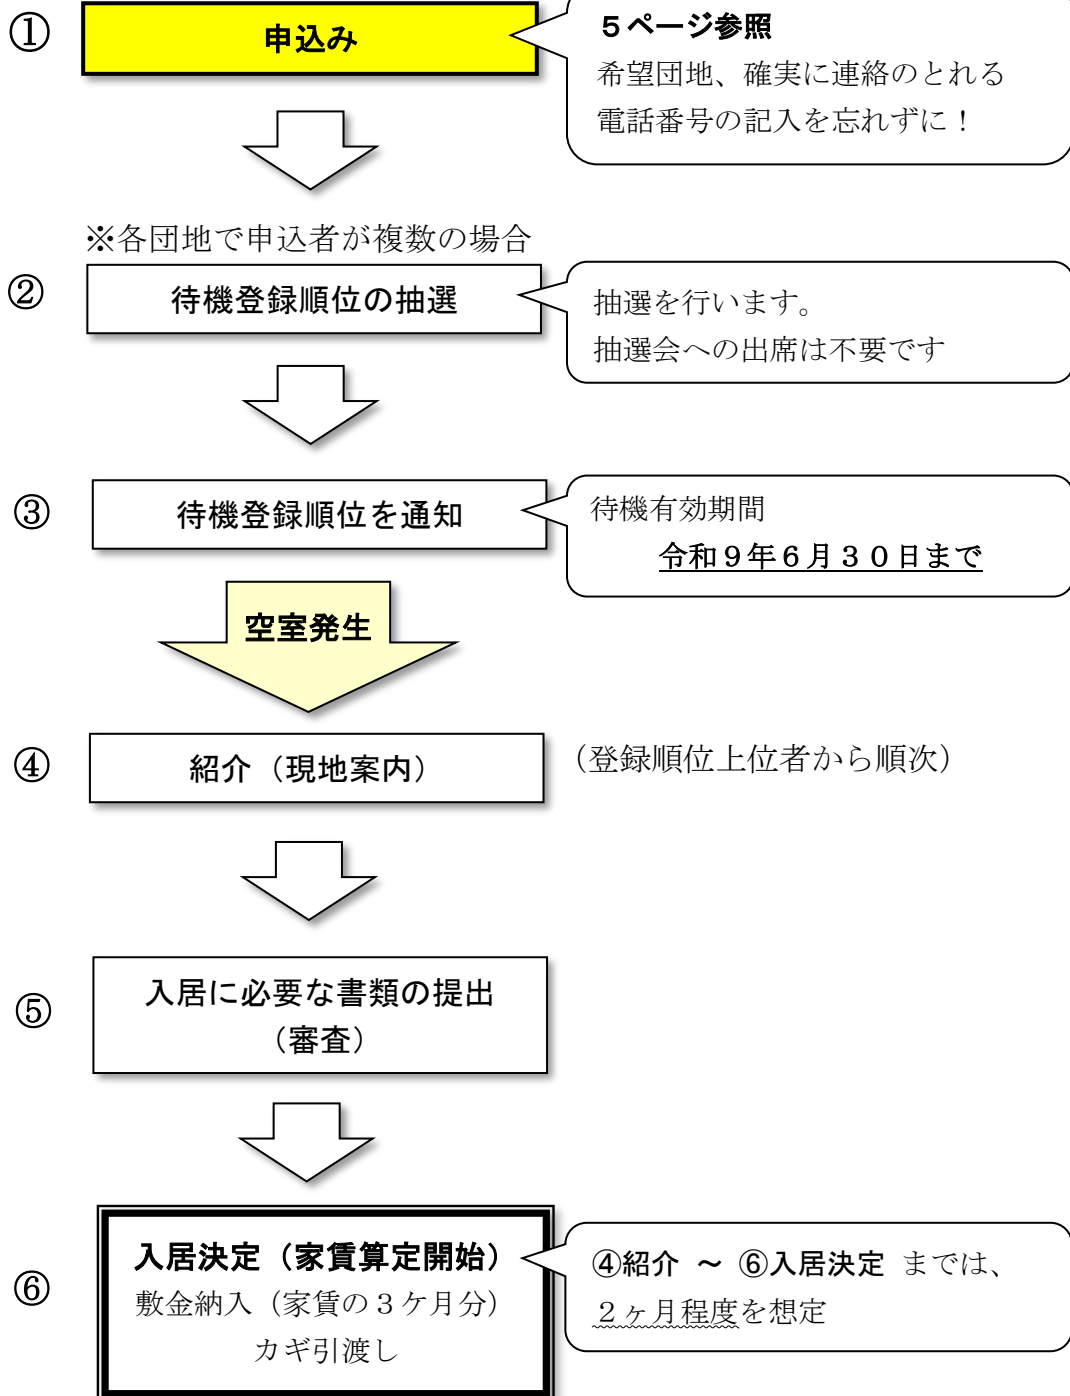 ①
申込み
５ページ参照
希望団地、確実に連絡のとれる
電話番号の記入を忘れずに！
※各団地で申込者が複数の場合
②
待機登録順位の抽選
抽選を行います。
抽選会への出席は不要です
③
待機登録順位を通知
待機有効期間
令和９年６月３０日まで
空室発生
④
紹介（現地案内）
（登録順位上位者から順次）
⑤
入居に必要な書類の提出
（審査）
⑥
入居決定（家賃算定開始）
敷金納入（家賃の３ケ月分）
カギ引渡し
④紹介 ～ ⑥入居決定 までは、
２ヶ月程度を想定